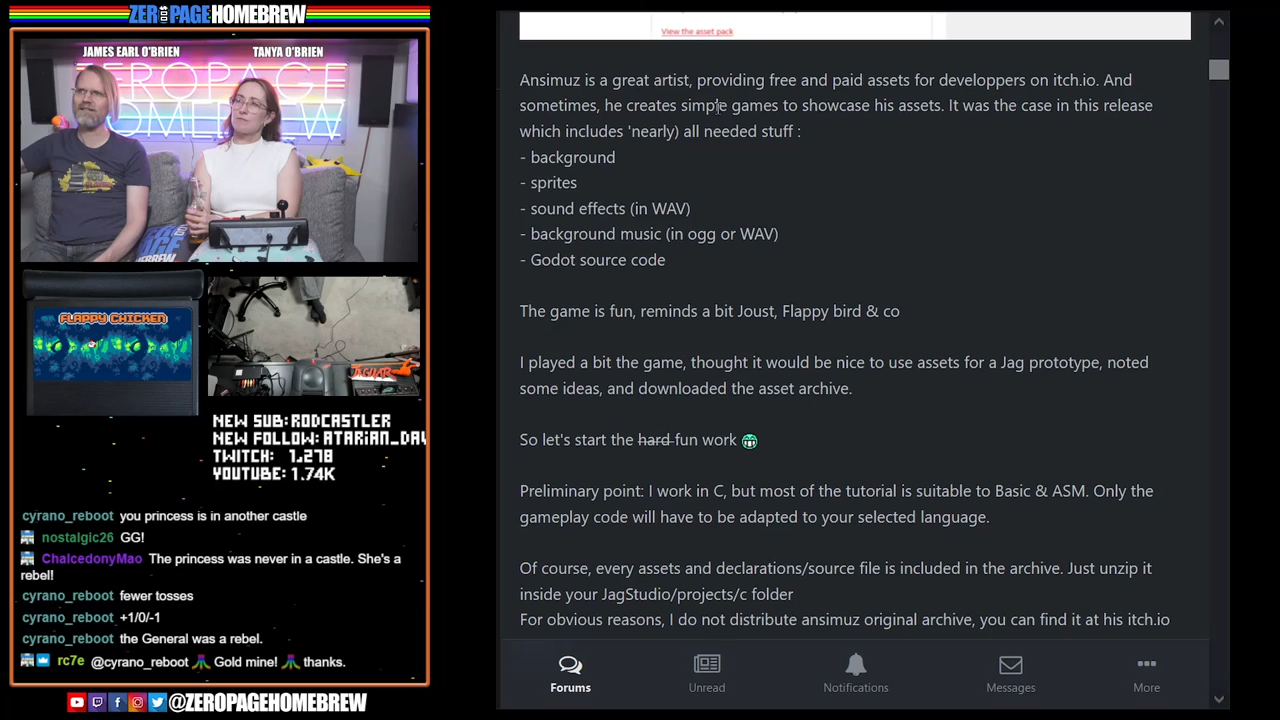 ZEROPAGEHOMEBREW
JAMES EARL O'BRIEN
TANYA O'BRIEN
ZEROPAGE
HOMEBREW
PAGE
HOMEBREW
FLAPPY CHICKEN
JAGUAR
NEW SUB:RODCASTLER
NEW FOLLOW:ATARIAN_DAY
TWITCH: 1,278
YOUTUBE: 1.74K
cyrano_reboot you princess is in another castle
nostalgic26 GG!
ChalcedonyMao The princess was never in a castle. She's a
rebel!
cyrano_reboot fewer tosses
cyrano_reboot +1/0/-1
cyrano_reboot the General was a rebel.
rc7e @cyrano_reboot Gold mine! thanks.
@ZEROPAGEHOMEBREW
View the asset pack
Ansimuz is a great artist, providing free and paid assets for developpers on itch.io. And
sometimes, he creates simple games to showcase his assets. It was the case in this release
which includes 'nearly) all needed stuff :
- background
- sprites
- sound effects (in WAV)
- background music (in ogg or WAV)
- Godot source code
The game is fun, reminds a bit Joust, Flappy bird & co
I played a bit the game, thought it would be nice to use assets for a Jag prototype, noted
some ideas, and downloaded the asset archive.
So let's start the hard fun work
Preliminary point: I work in C, but most of the tutorial is suitable to Basic & ASM. Only the
gameplay code will have to be adapted to your selected language.
Of course, every assets and declarations/source file is included in the archive. Just unzip it
inside your JagStudio/projects/c folder
For obvious reasons, I do not distribute ansimuz original archive, you can find it at his itch.io
Forums
Unread
Notifications
Messages
More